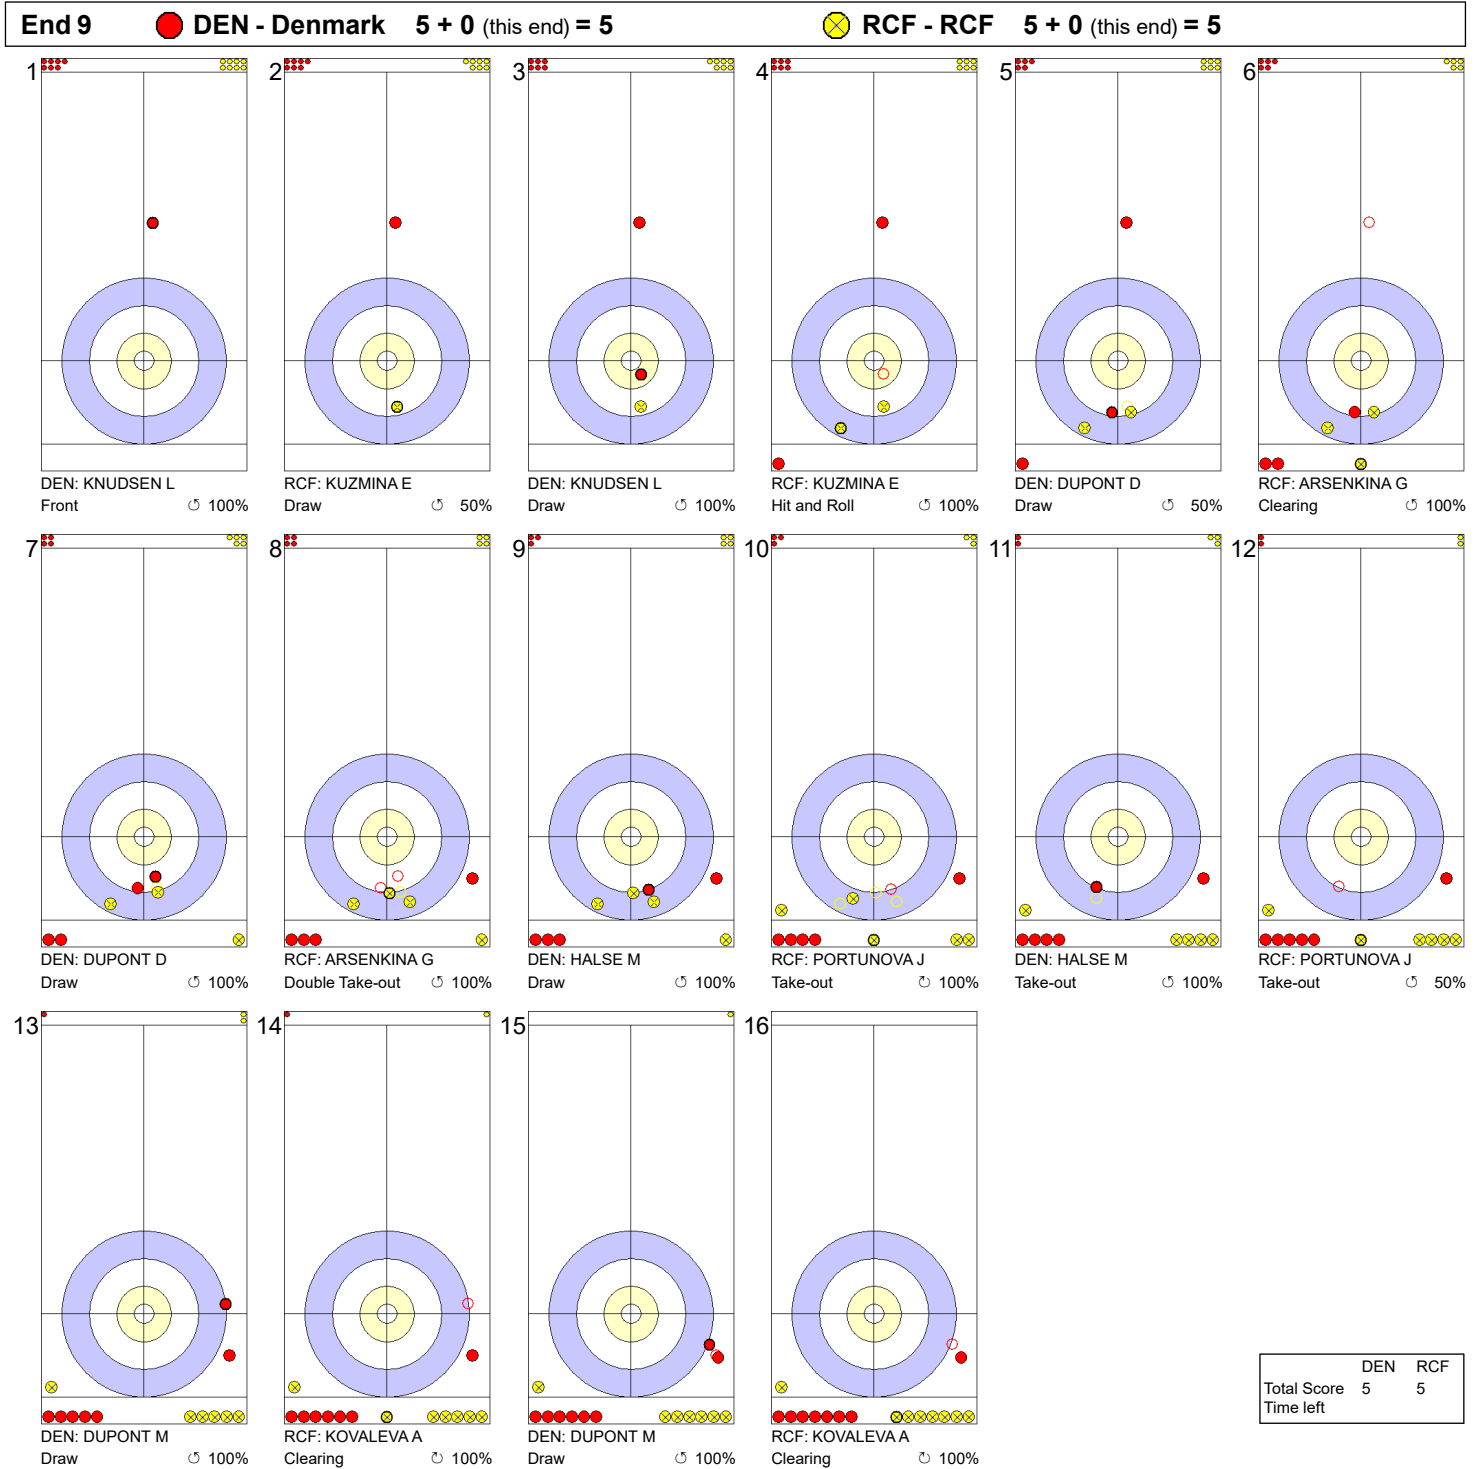 End 9 DEN - Denmark 5 + 0 (this end) = 5 RCF - RCF 5 + 0 (this end) = 5
1 2 3 4 5 6
DEN: KNUDSEN L RCF: KUZMINA E DEN: KNUDSEN L RCF: KUZMINA E DEN: DUPONT D RCF: ARSENKINA G
Front ↺ 100% Draw ↺ 50% Draw ↺ 100% Hit and Roll ↺ 100% Draw ↺ 50% Clearing ↺ 100%
7 8 9 10 11 12
DEN: DUPONT D RCF: ARSENKINA G DEN: HALSE M RCF: PORTUNOVA J DEN: HALSE M RCF: PORTUNOVA J
Draw ↺ 100% Double Take-out ↺ 100% Draw ↺ 100% Take-out ↻ 100% Take-out ↺ 100% Take-out ↺ 50%
13 14 15 16
DEN: DUPONT M RCF: KOVALEVA A DEN: DUPONT M RCF: KOVALEVA A
Draw ↺ 100% Clearing ↻ 100% Draw ↺ 100% Clearing ↻ 100%
DEN RCF
Total Score 5 5
Time left